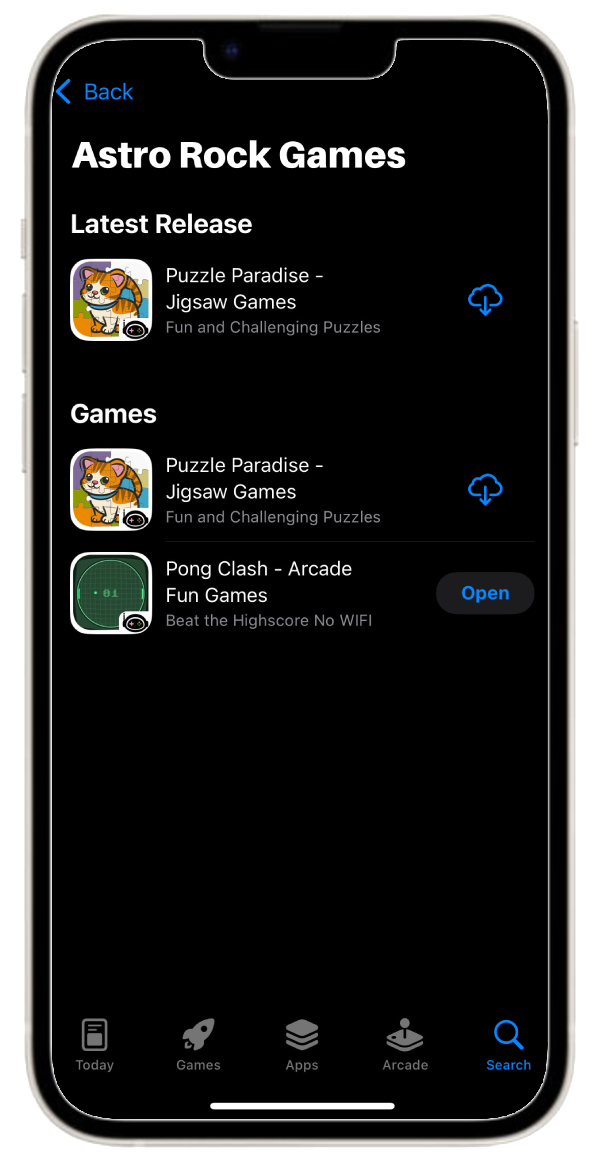 Back
Astro Rock Games
Latest Release
Puzzle Paradise -
Jigsaw Games
Fun and Challenging Puzzles
Games
Puzzle Paradise -
Jigsaw Games
Fun and Challenging Puzzles
01
Pong Clash - Arcade
Fun Games
Beat the Highscore No WIFI
Open
Today
Games
Apps
Arcade
Search